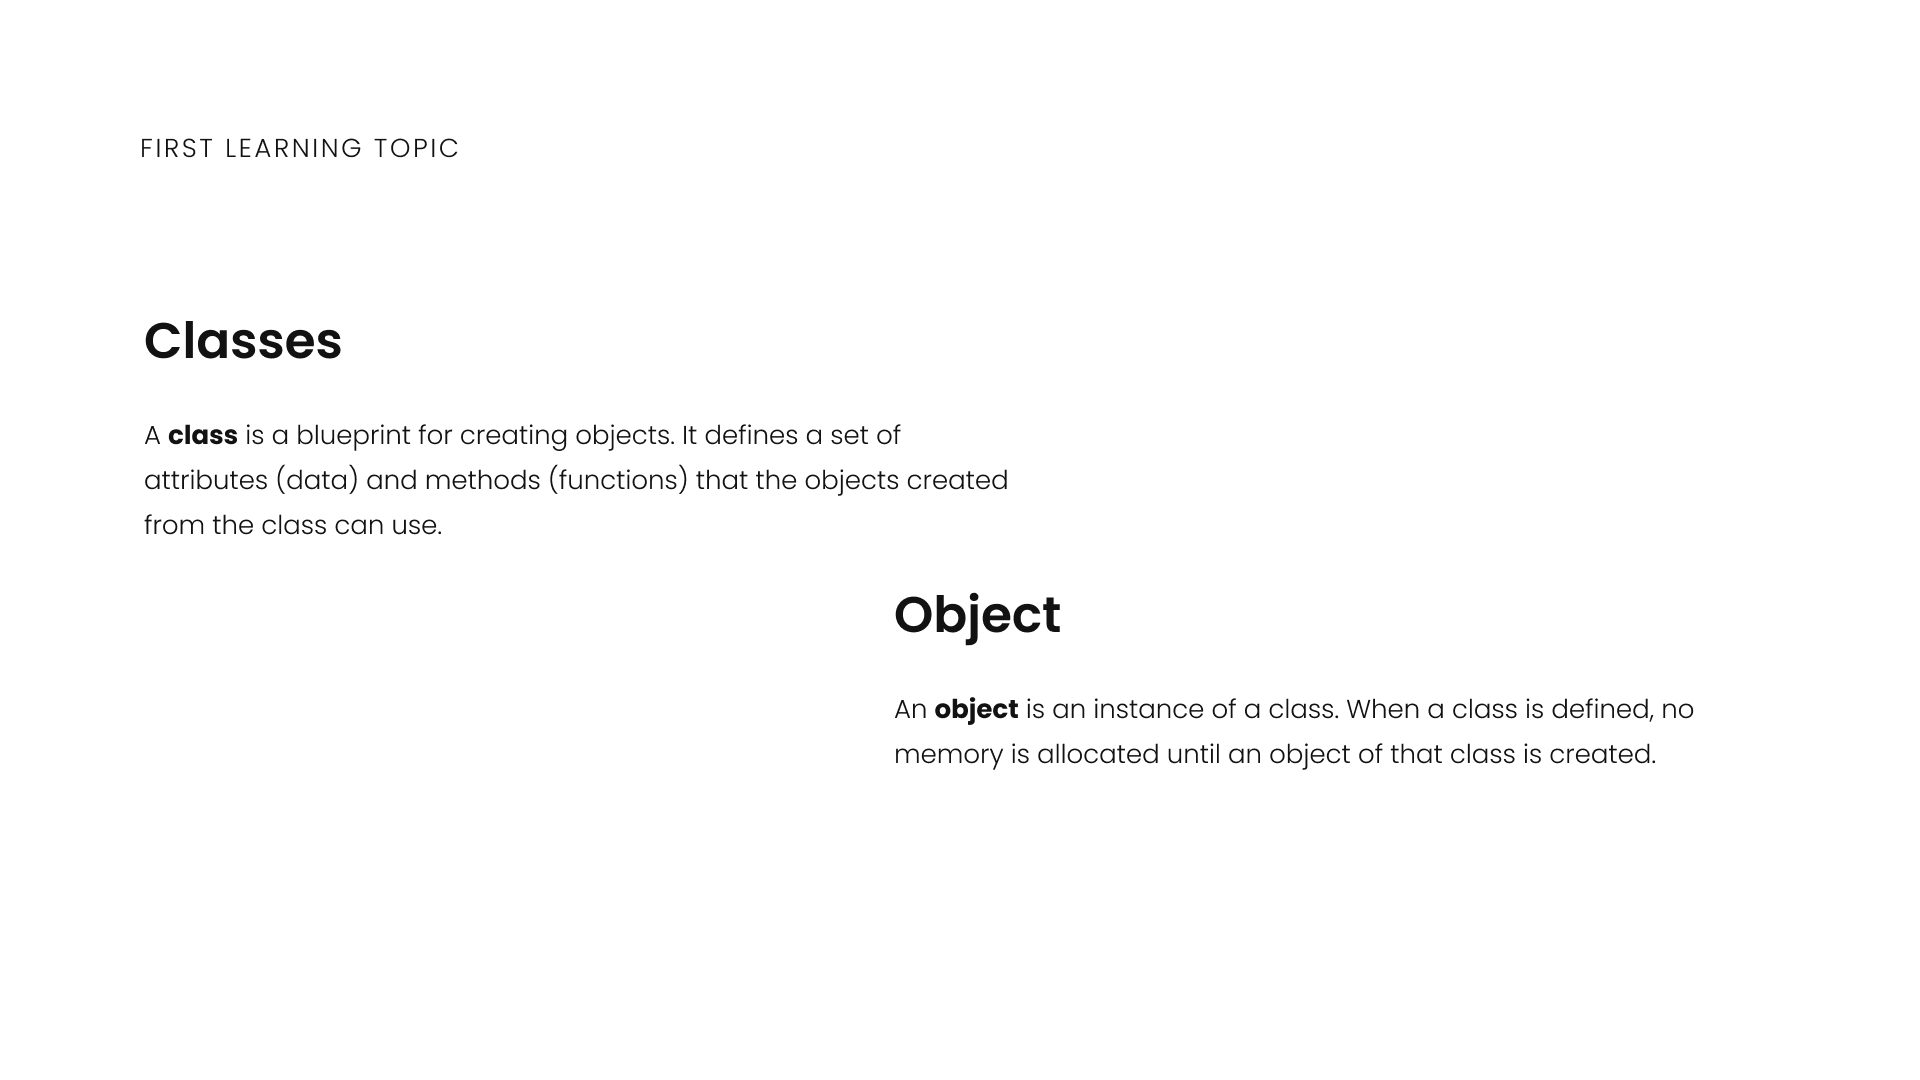 FIRST LEARNING TOPIC
Classes
A class is a blueprint for creating objects. It defines a set of
attributes (data) and methods (functions) that the objects created
from the class can use.
Object
An object is an instance of a class. When a class is defined, no
memory is allocated until an object of that class is created.